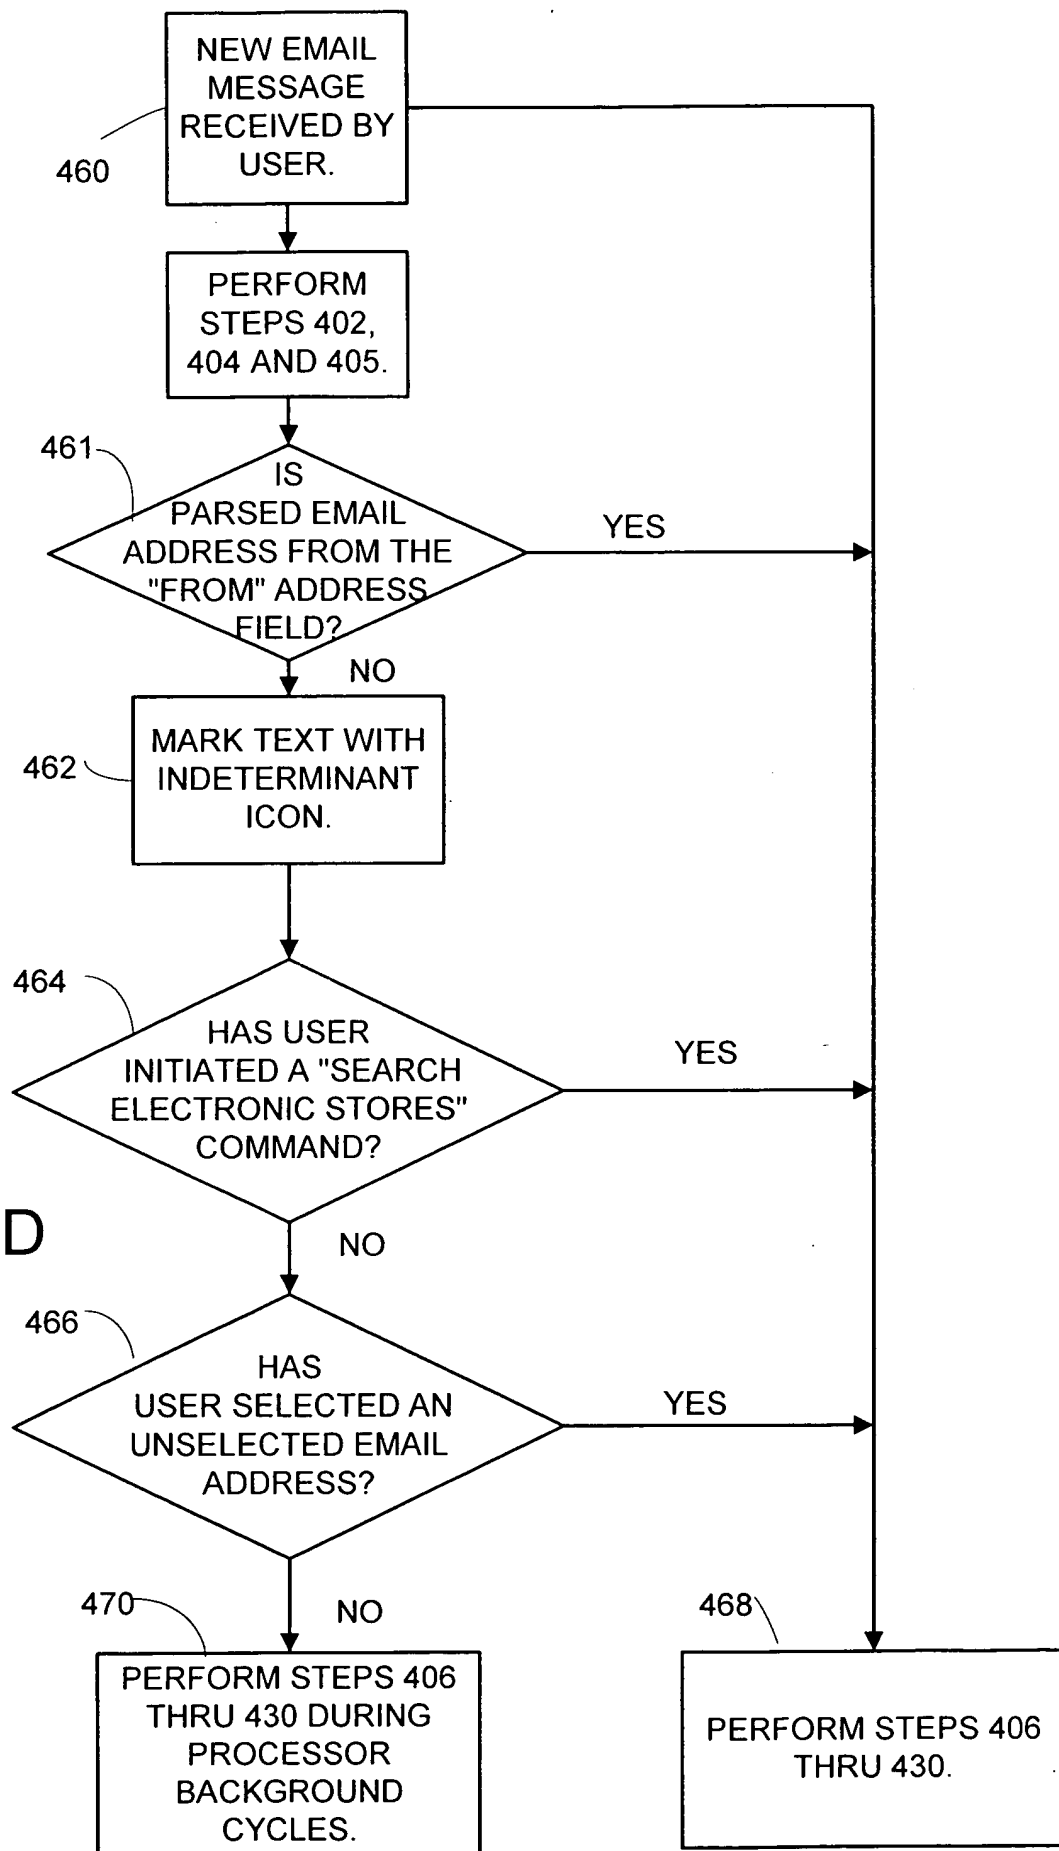 NEW EMAIL
MESSAGE
RECEIVED BY
USER.
460
PERFORM
STEPS 402,
404 AND 405.
461
IS
PARSED EMAIL
ADDRESS FROM THE
"FROM" ADDRESS
FIELD?
YES
NO
462
MARK TEXT WITH
INDETERMINANT
ICON.
464
HAS USER
INITIATED A "SEARCH
ELECTRONIC STORES"
COMMAND?
YES
D
NO
466
HAS
USER SELECTED AN
UNSELECTED EMAIL
ADDRESS?
YES
470
NO
468
PERFORM STEPS 406
THRU 430 DURING
PROCESSOR
BACKGROUND
CYCLES.
PERFORM STEPS 406
THRU 430.